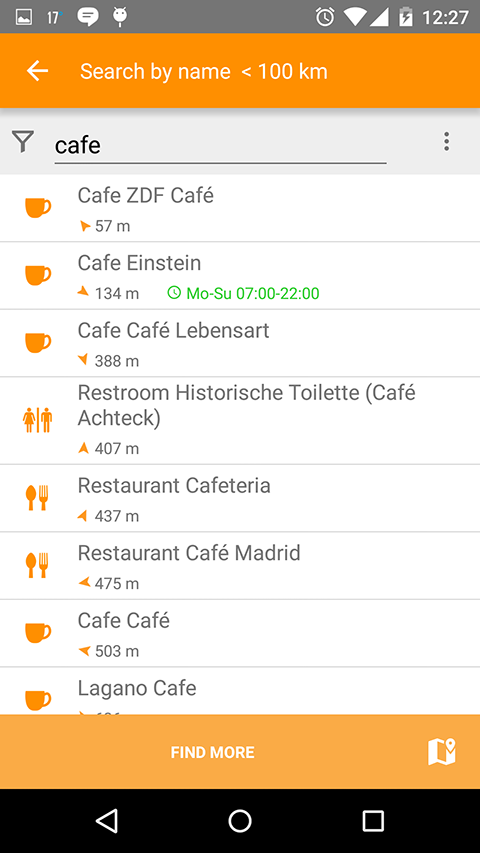 17°
12:27
Search by name < 100 km
cafe
Cafe ZDF Café
57 m
Cafe Einstein
134 m Mo-Su 07:00-22:00
Cafe Café Lebensart
388 m
Restroom Historische Toilette (Café
Achteck)
407 m
Restaurant Cafeteria
437 m
Restaurant Café Madrid
475 m
Cafe Café
503 m
Lagano Cafe
FIND MORE